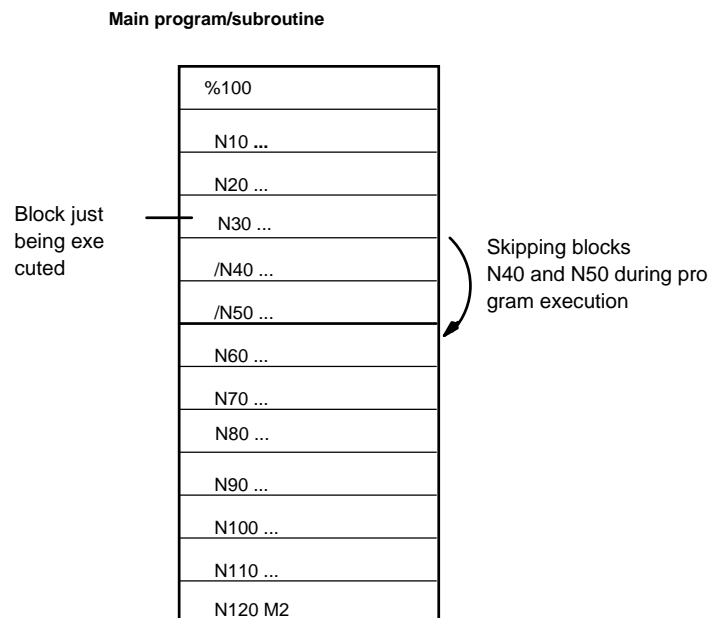 Main program/subroutine
%100
N10 ...
N20 ...
Block just
being exe
cuted
N30 ...
/N40 ...
/N50 ...
Skipping blocks
N40 and N50 during pro
gram execution
N60 ...
N70 ...
N80 ...
N90 ...
N100 ...
N110 ...
N120 M2